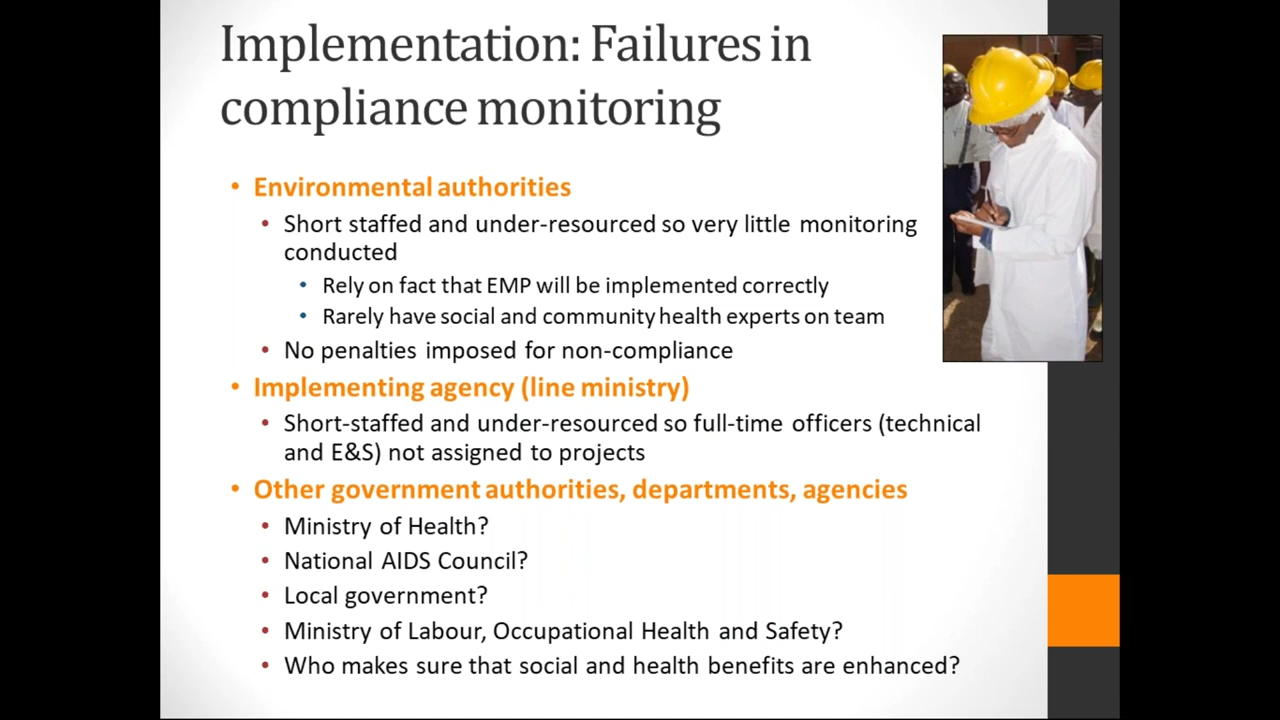 Implementation: Failures in
compliance monitoring
• Environmental authorities
• Short staffed and under-resourced so very little monitoring
conducted
• Rely on fact that EMP will be implemented correctly
• Rarely have social and community health experts on team
• No penalties imposed for non-compliance
• Implementing agency (line ministry)
• Short-staffed and under-resourced so full-time officers (technical
and E&S) not assigned to projects
• Other government authorities, departments, agencies
• Ministry of Health?
• National AIDS Council?
• Local government?
• Ministry of Labour, Occupational Health and Safety?
• Who makes sure that social and health benefits are enhanced?